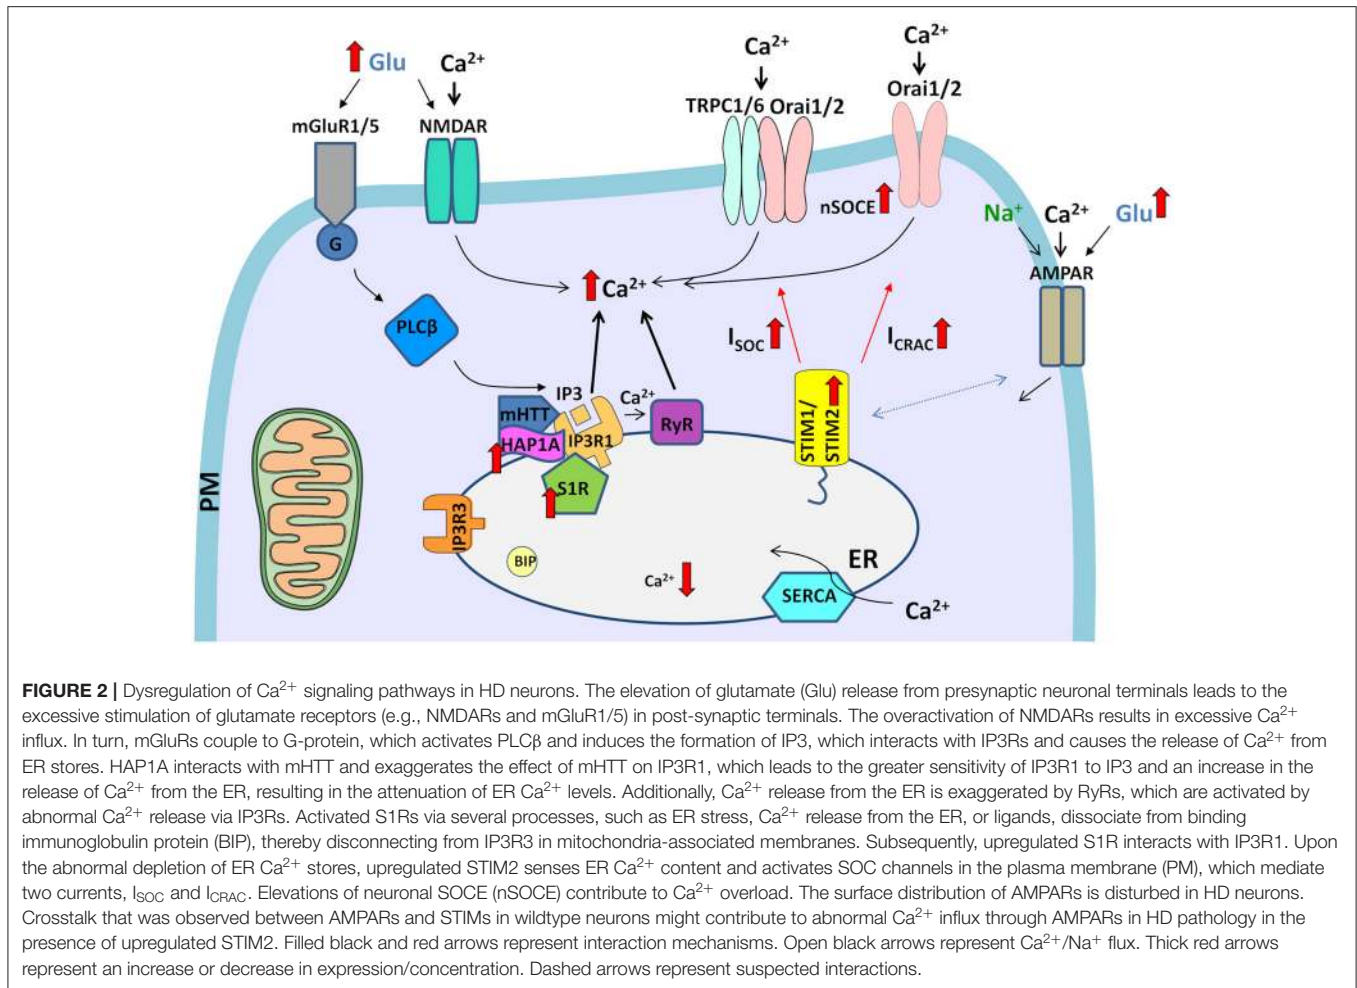 Glu
Ca²⁺
mGluR1/5
NMDAR
G
PLCβ
Ca²⁺
TRPC1/6 Orai1/2
Ca²⁺
Orai1/2
nSOCE
Na⁺
Ca²⁺
Glu
AMPAR
Ca²⁺
I_SOC
I_CRAC
IP3
Ca²⁺
mHTT
HAP1A
IP3R1
RyR
S1R
STIM1/
STIM2
PM
IP3R3
BIP
Ca²⁺
ER
SERCA
Ca²⁺
FIGURE 2 | Dysregulation of Ca²⁺ signaling pathways in HD neurons. The elevation of glutamate (Glu) release from presynaptic neuronal terminals leads to the
excessive stimulation of glutamate receptors (e.g., NMDARs and mGluR1/5) in post-synaptic terminals. The overactivation of NMDARs results in excessive Ca²⁺
influx. In turn, mGluRs couple to G-protein, which activates PLCβ and induces the formation of IP3, which interacts with IP3Rs and causes the release of Ca²⁺ from
ER stores. HAP1A interacts with mHTT and exaggerates the effect of mHTT on IP3R1, which leads to the greater sensitivity of IP3R1 to IP3 and an increase in the
release of Ca²⁺ from the ER, resulting in the attenuation of ER Ca²⁺ levels. Additionally, Ca²⁺ release from the ER is exaggerated by RyRs, which are activated by
abnormal Ca²⁺ release via IP3Rs. Activated S1Rs via several processes, such as ER stress, Ca²⁺ release from the ER, or ligands, dissociate from binding
immunoglobulin protein (BIP), thereby disconnecting from IP3R3 in mitochondria-associated membranes. Subsequently, upregulated S1R interacts with IP3R1. Upon
the abnormal depletion of ER Ca²⁺ stores, upregulated STIM2 senses ER Ca²⁺ content and activates SOC channels in the plasma membrane (PM), which mediate
two currents, I_SOC and I_CRAC. Elevations of neuronal SOCE (nSOCE) contribute to Ca²⁺ overload. The surface distribution of AMPARs is disturbed in HD neurons.
Crosstalk that was observed between AMPARs and STIMs in wildtype neurons might contribute to abnormal Ca²⁺ influx through AMPARs in HD pathology in the
presence of upregulated STIM2. Filled black and red arrows represent interaction mechanisms. Open black arrows represent Ca²⁺/Na⁺ flux. Thick red arrows
represent an increase or decrease in expression/concentration. Dashed arrows represent suspected interactions.